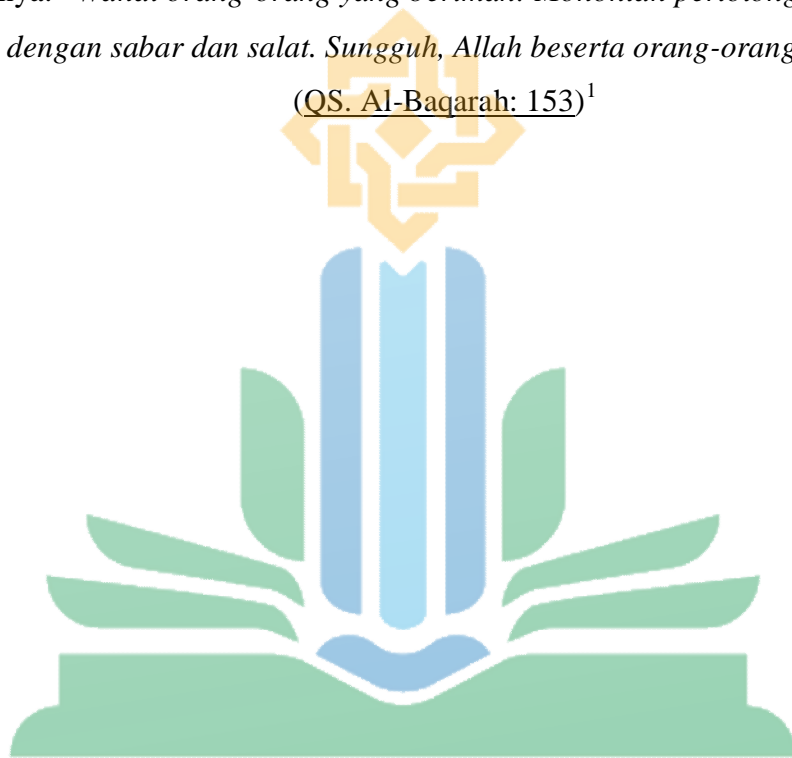 nya: "Wahai orang-orang yang beriman! Mohonlah pertolong
dengan sabar dan salat. Sungguh, Allah beserta orang-orang
(QS. Al-Baqarah: 153)¹